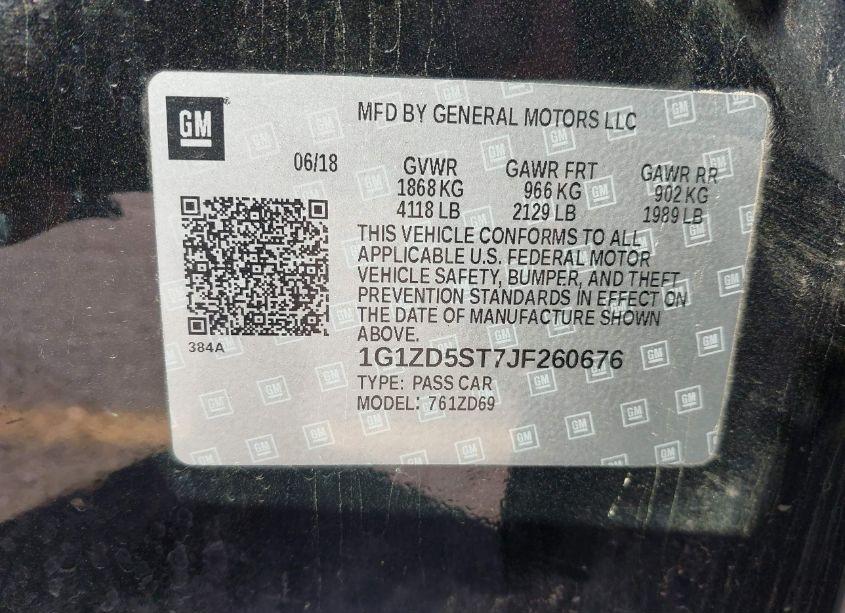 GM
MFD BY GENERAL MOTORS LLC
06/18
GVWR GAWR FRT GAWR RR
1868 KG 966 KG 902 KG
4118 LB 2129 LB 1989 LB
THIS VEHICLE CONFORMS TO ALL
APPLICABLE U.S. FEDERAL MOTOR
VEHICLE SAFETY, BUMPER, AND THEFT
PREVENTION STANDARDS IN EFFECT ON
THE DATE OF MANUFACTURE SHOWN
ABOVE.
384A
1G1ZD5ST7JF260676
TYPE: PASS CAR
MODEL: 761ZD69